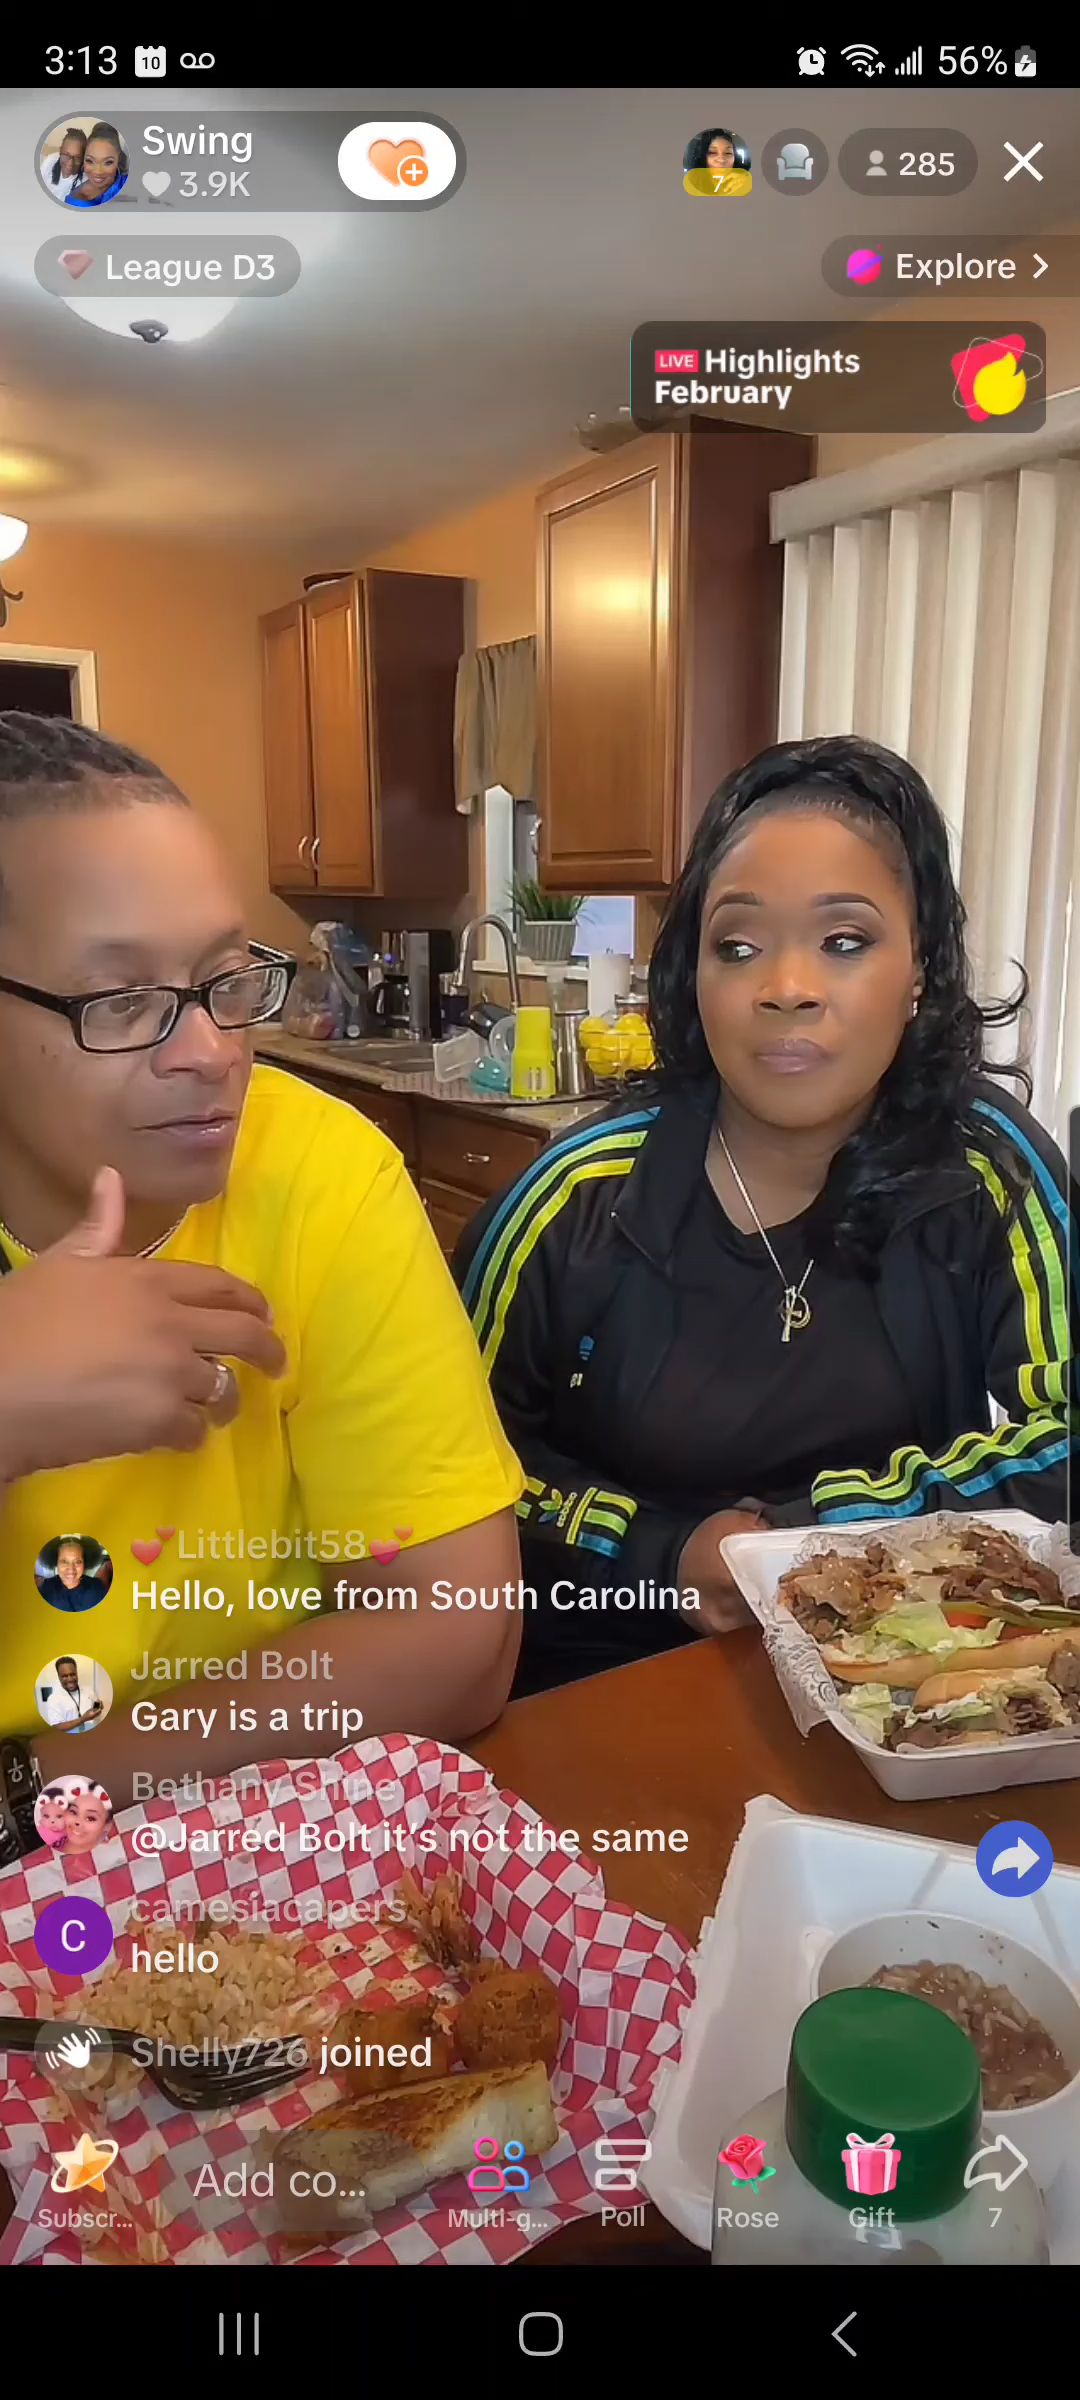 3:13 10 56%
Swing
3.9K
7
285
League D3
Explore
LIVE Highlights
February
Littlebit58
Hello, love from South Carolina
Jarred Bolt
Gary is a trip
Bethany Shine
@Jarred Bolt it's not the same
camesiacapers
C
hello
Shelly726 joined
Add co...
Subscr...
Multi-g...
Poll
Rose
Gift
7